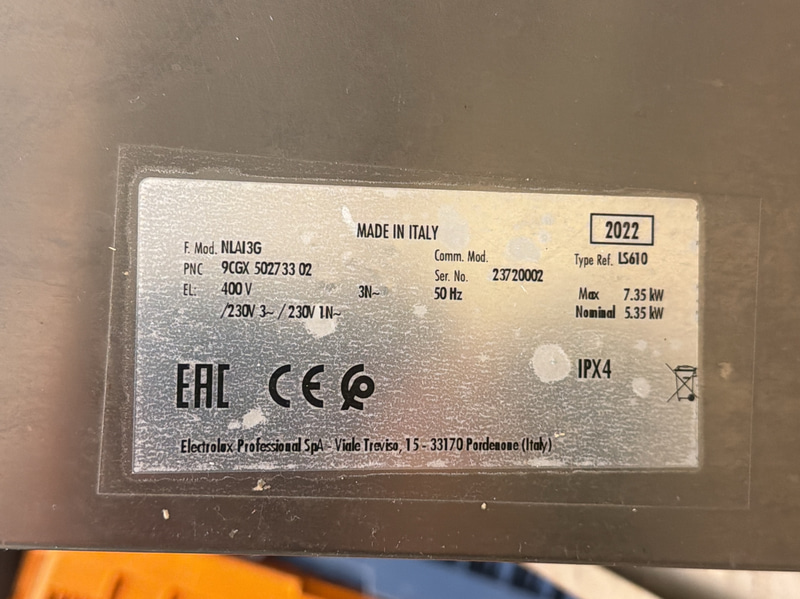 MADE IN ITALY
2022
F. Mod. NLAI3G
Comm. Mod.
Type Ref. LS610
PNC 9CGX 502733 02
Ser. No. 23720002
EL. 400 V 3N~ 50 Hz
Max 7.35 kW
/230V 3~ / 230V 1N~
Nominal 5.35 kW
IPX4
EAC CE
Electrolux Professional SpA - Viale Treviso, 15 - 33170 Pordenone (Italy)